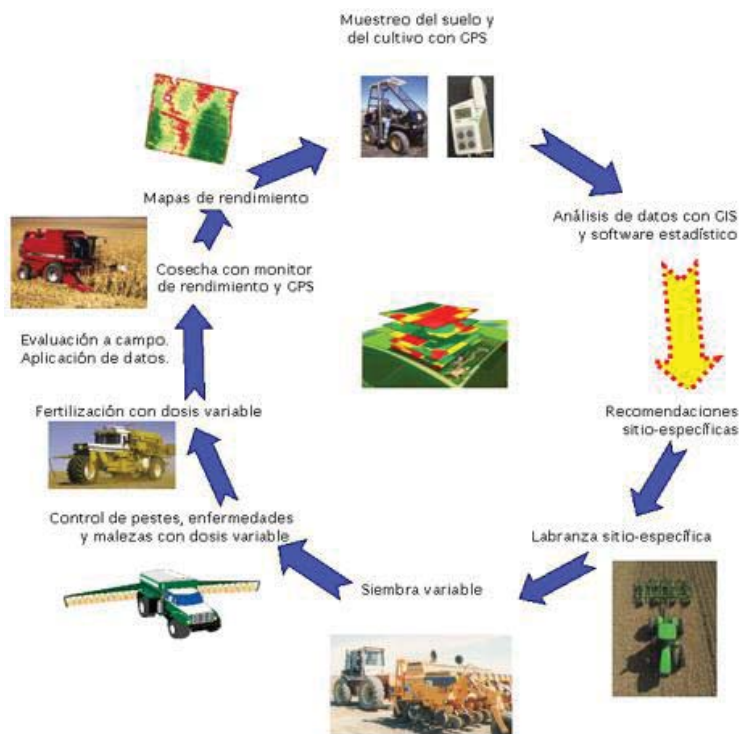 Muestreo del suelo y
del cultivo con GPS
Análisis de datos con GIS
y software estadístico
Recomendaciones
sitio-específicas
Labranza sitio-específica
Siembra variable
Control de pestes, enfermedades
y malezas con dosis variable
Fertilización con dosis variable
Evaluación a campo.
Aplicación de datos.
Cosecha con monitor
de rendimiento y GPS
Mapas de rendimiento